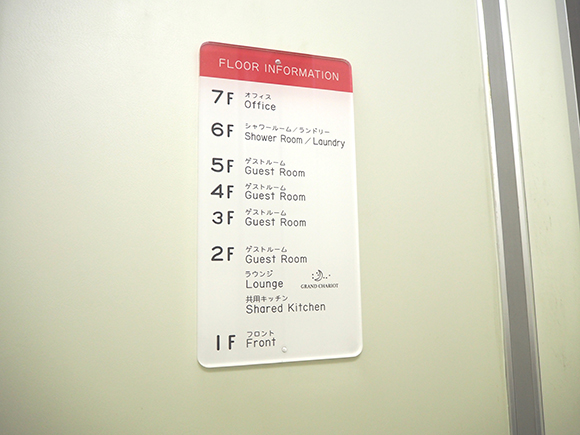 FLOOR INFORMATION
オフィス
7F Office
シャワールーム／ランドリー
6F Shower Room / Laundry
ゲストルーム
5F Guest Room
ゲストルーム
4F Guest Room
ゲストルーム
3F Guest Room
ゲストルーム
2F Guest Room
ラウンジ
Lounge
GRAND CHARIOT
共用キッチン
Shared Kitchen
フロント
1F Front